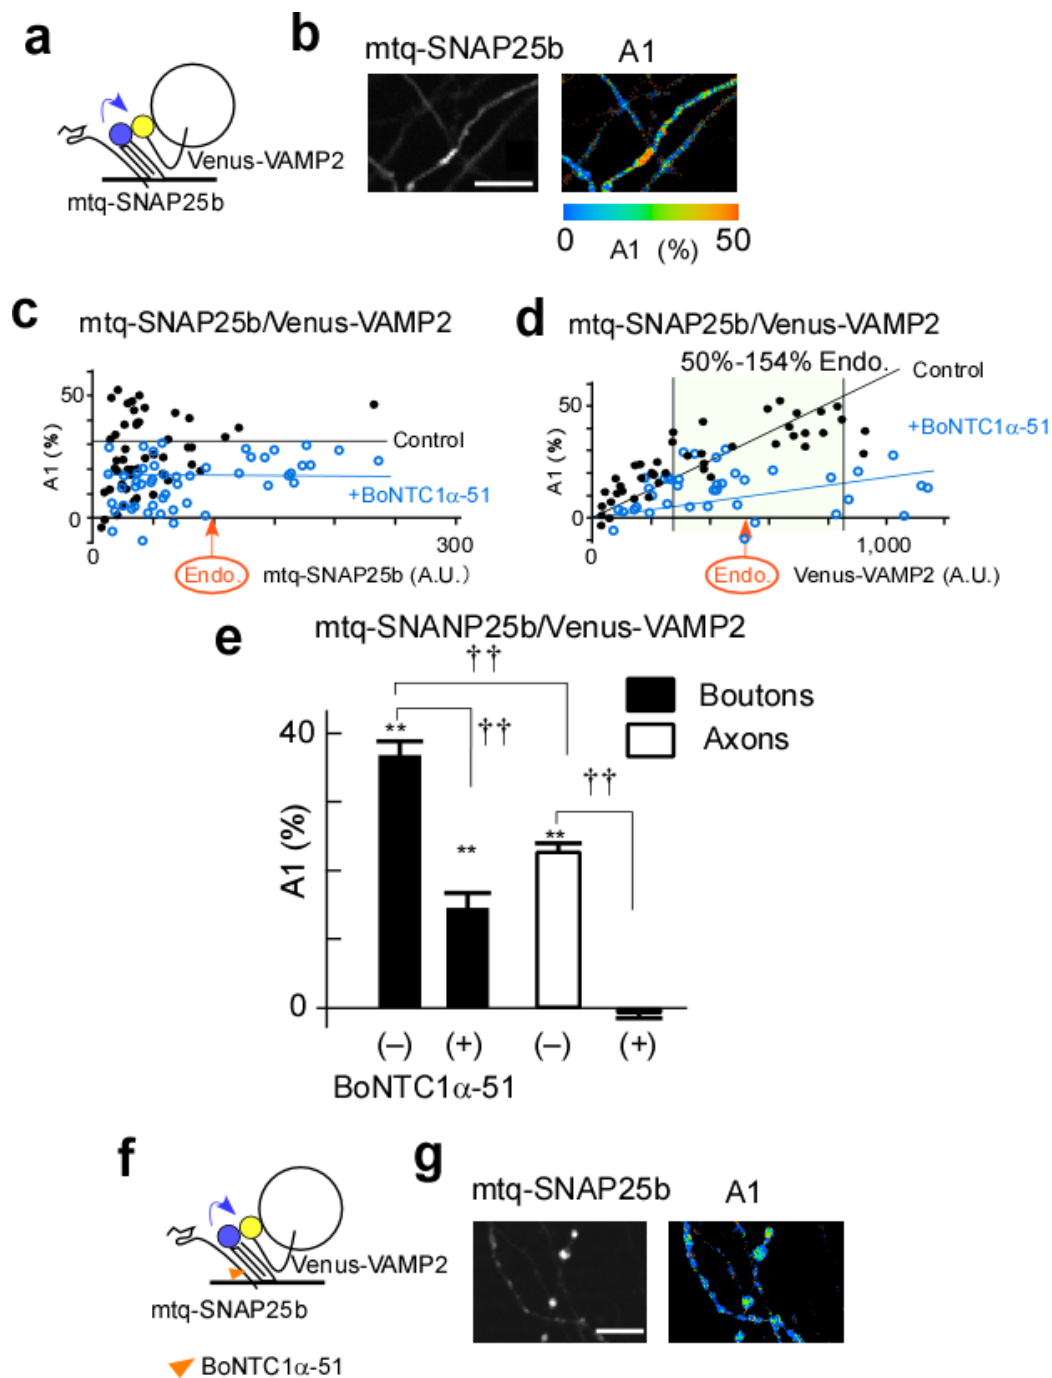 a
Venus-VAMP2
mtq-SNAP25b
b
mtq-SNAP25b A1
0 A1 (%) 50
c
mtq-SNAP25b/Venus-VAMP2
50
A1 (%)
0
Control
+BoNTC1α-51
0 300
Endo. mtq-SNAP25b (A.U.)
d
mtq-SNAP25b/Venus-VAMP2
50%-154% Endo.
Control
50
A1 (%)
0
+BoNTC1α-51
0 1,000
Endo. Venus-VAMP2 (A.U.)
e
mtq-SNANP25b/Venus-VAMP2
††
Boutons
Axons
40
**
††
††
**
**
A1 (%)
0
(–) (+) (–) (+)
BoNTC1α-51
f
Venus-VAMP2
mtq-SNAP25b
BoNTC1α-51
g
mtq-SNAP25b A1